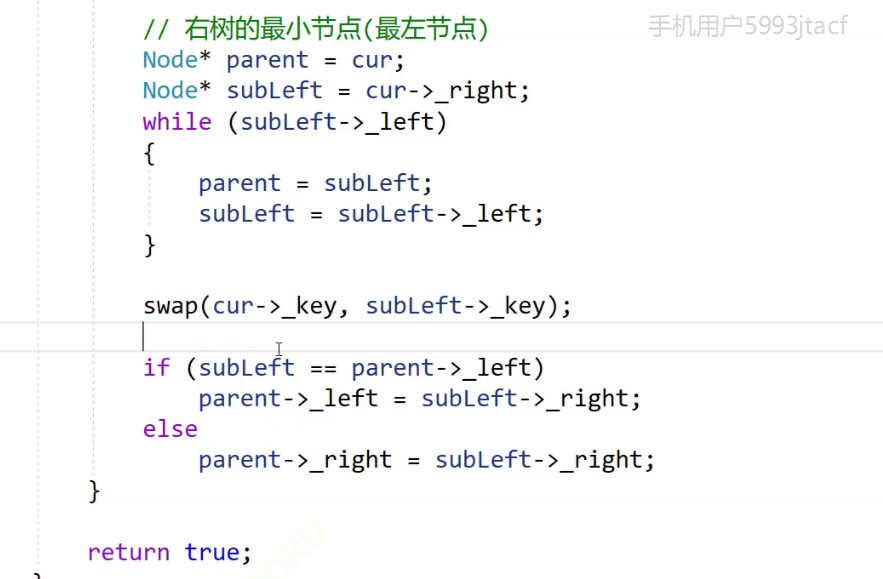 手机用户5993jtacf
// 右树的最小节点(最左节点)
Node* parent = cur;
Node* subLeft = cur->_right;
while (subLeft->_left)
{
parent = subLeft;
subLeft = subLeft->_left;
}
swap(cur->_key, subLeft->_key);
if (subLeft == parent->_left)
parent->_left = subLeft->_right;
else
parent->_right = subLeft->_right;
}
return true;
}